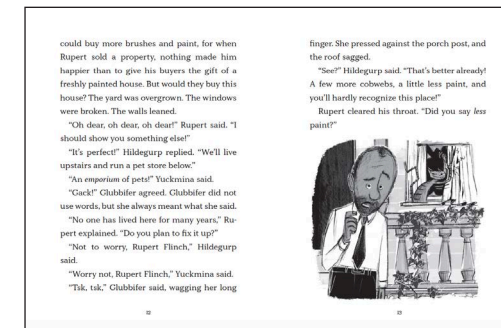 could buy more brushes and paint, for when
Rupert sold a property, nothing made him
happier than to give his buyers the gift of a
freshly painted house. But would they buy this
house? The yard was overgrown. The windows
were broken. The walls leaned.
"Oh dear, oh dear, oh dear!" Rupert said. "I
should show you something else!"
"It's perfect!" Hildegurp replied. "We'll live
upstairs and run a pet store below."
"An emporium of pets!" Yuckmina said.
"Gack!" Glubbifer agreed. Glubbifer did not
use words, but she always meant what she said.
"No one has lived here for many years," Ru-
pert explained. "Do you plan to fix it up?"
"Not to worry, Rupert Flinch," Hildegurp
said.
"Worry not, Rupert Flinch," Yuckmina said.
"Tsk, tsk," Glubbifer said, wagging her long
12
finger. She pressed against the porch post, and
the roof sagged.
"See?" Hildegurp said. "That's better already!
A few more cobwebs, a little less paint, and
you'll hardly recognize this place!"
Rupert cleared his throat. "Did you say less
paint?"
13